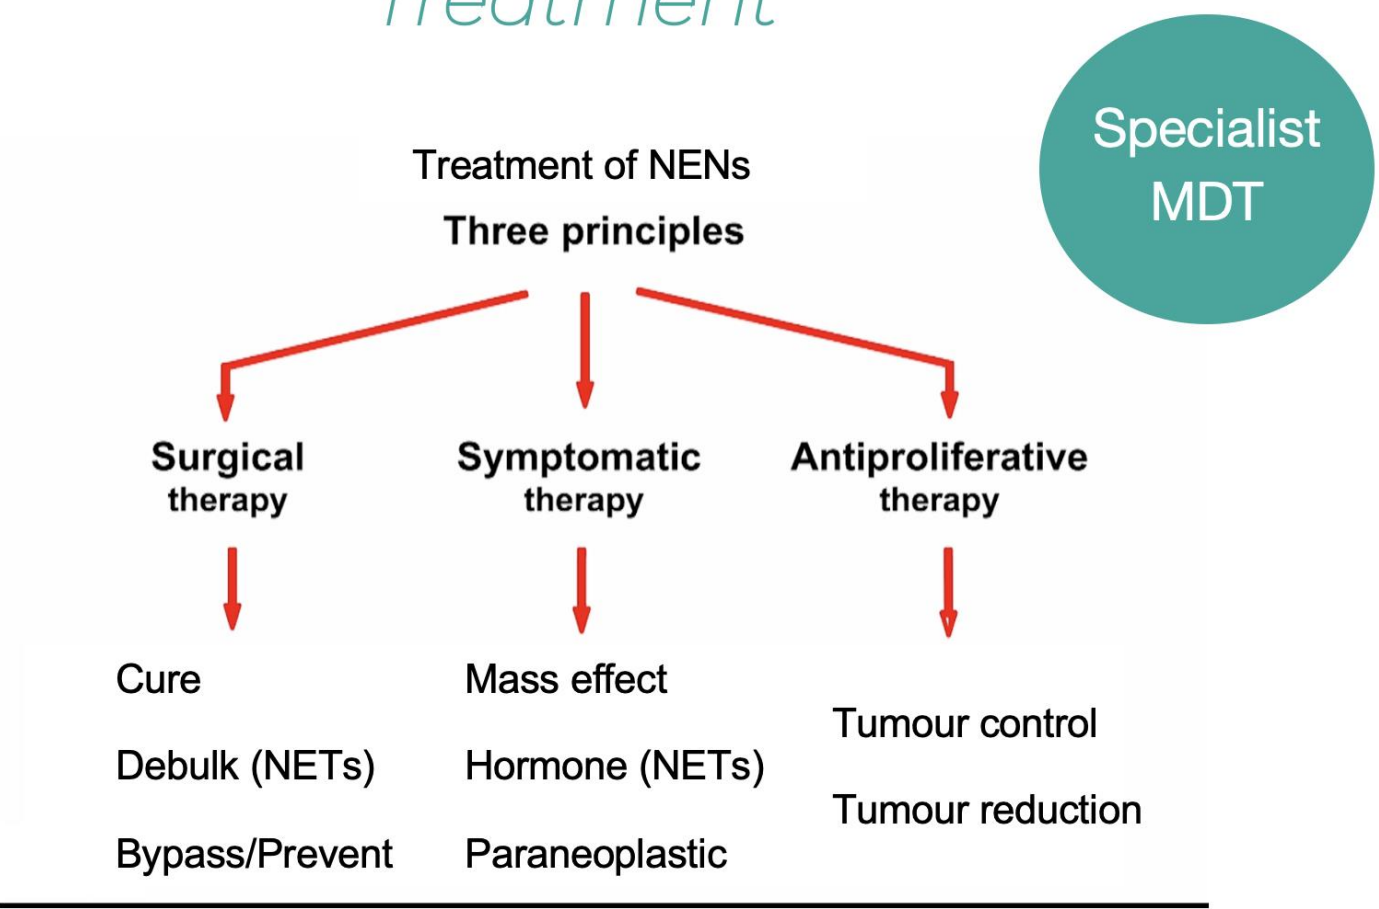 Treatment
Specialist
MDT
Treatment of NENs
Three principles
Surgical
therapy
Symptomatic
therapy
Antiproliferative
therapy
Cure
Debulk (NETs)
Bypass/Prevent
Mass effect
Hormone (NETs)
Paraneoplastic
Tumour control
Tumour reduction